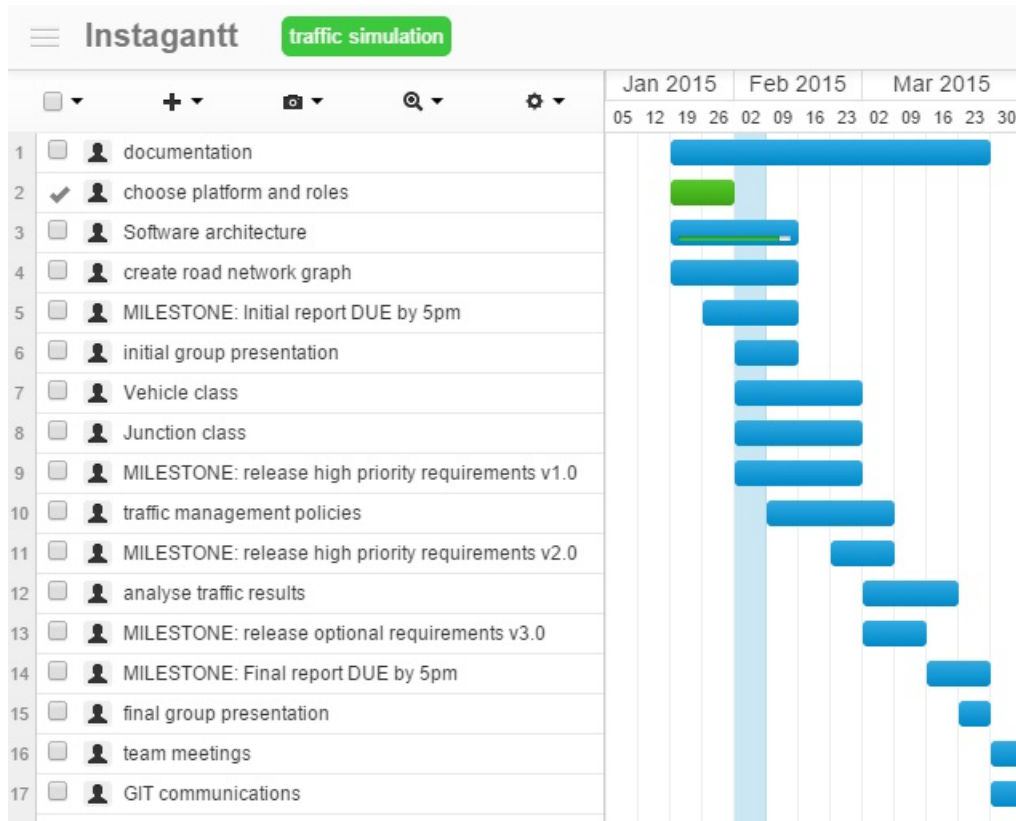 Instagantt traffic simulation
Jan 2015 Feb 2015 Mar 2015
05 12 19 26 02 09 16 23 02 09 16 23 30
1 documentation
2 choose platform and roles
3 Software architecture
4 create road network graph
5 MILESTONE: Initial report DUE by 5pm
6 initial group presentation
7 Vehicle class
8 Junction class
9 MILESTONE: release high priority requirements v1.0
10 traffic management policies
11 MILESTONE: release high priority requirements v2.0
12 analyse traffic results
13 MILESTONE: release optional requirements v3.0
14 MILESTONE: Final report DUE by 5pm
15 final group presentation
16 team meetings
17 GIT communications